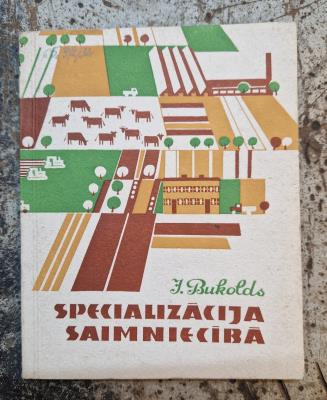 J. Bukolds
SPECIALIZĀCIJA
SAIMNIECĪBĀ